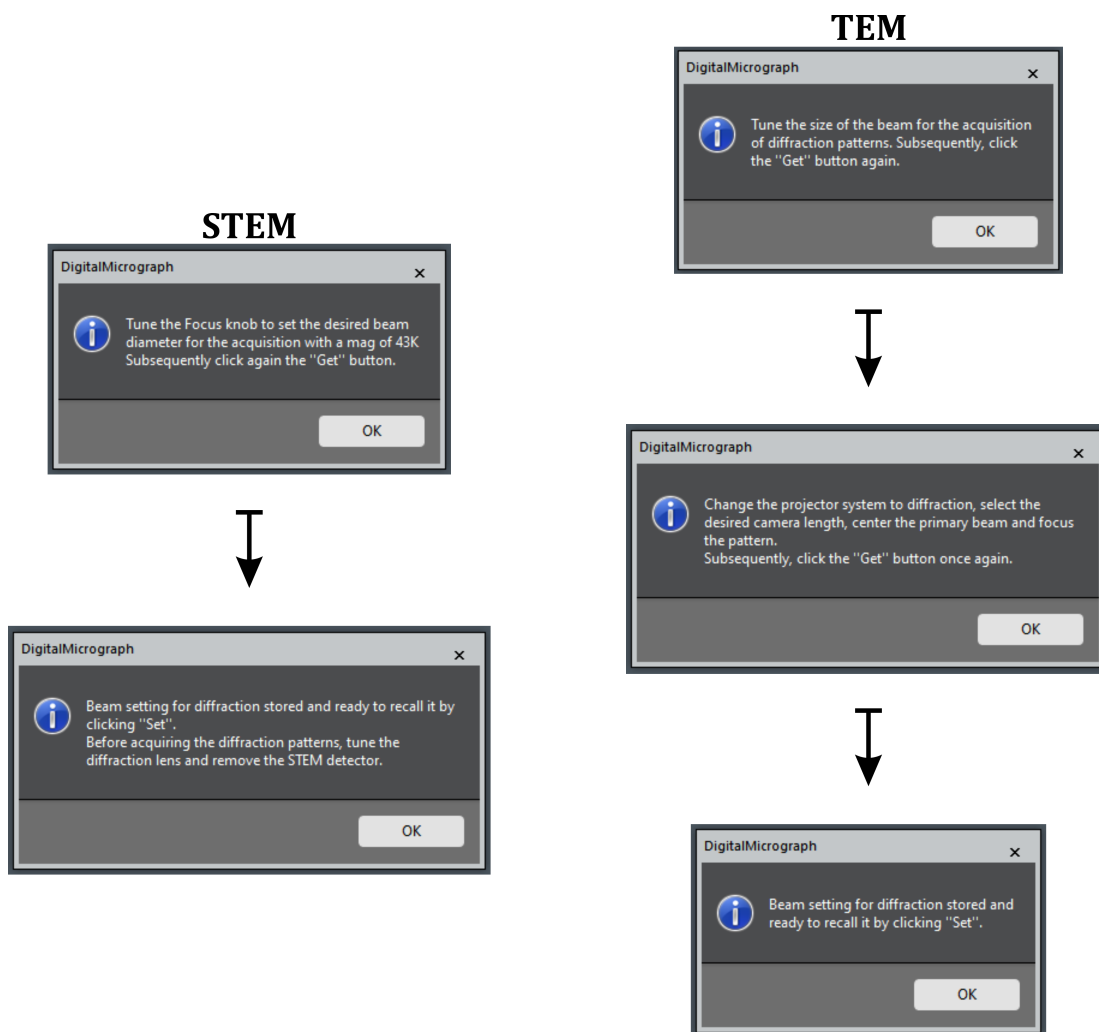 STEM
DigitalMicrograph
Tune the Focus knob to set the desired beam
diameter for the acquisition with a mag of 43K
Subsequently click again the "Get" button.
OK
DigitalMicrograph
Beam setting for diffraction stored and ready to recall it by
clicking "Set".
Before acquiring the diffraction patterns, tune the
diffraction lens and remove the STEM detector.
OK
TEM
DigitalMicrograph
Tune the size of the beam for the acquisition
of diffraction patterns. Subsequently, click
the "Get" button again.
OK
DigitalMicrograph
Change the projector system to diffraction, select the
desired camera length, center the primary beam and focus
the pattern.
Subsequently, click the "Get" button once again.
OK
DigitalMicrograph
Beam setting for diffraction stored and
ready to recall it by clicking "Set".
OK